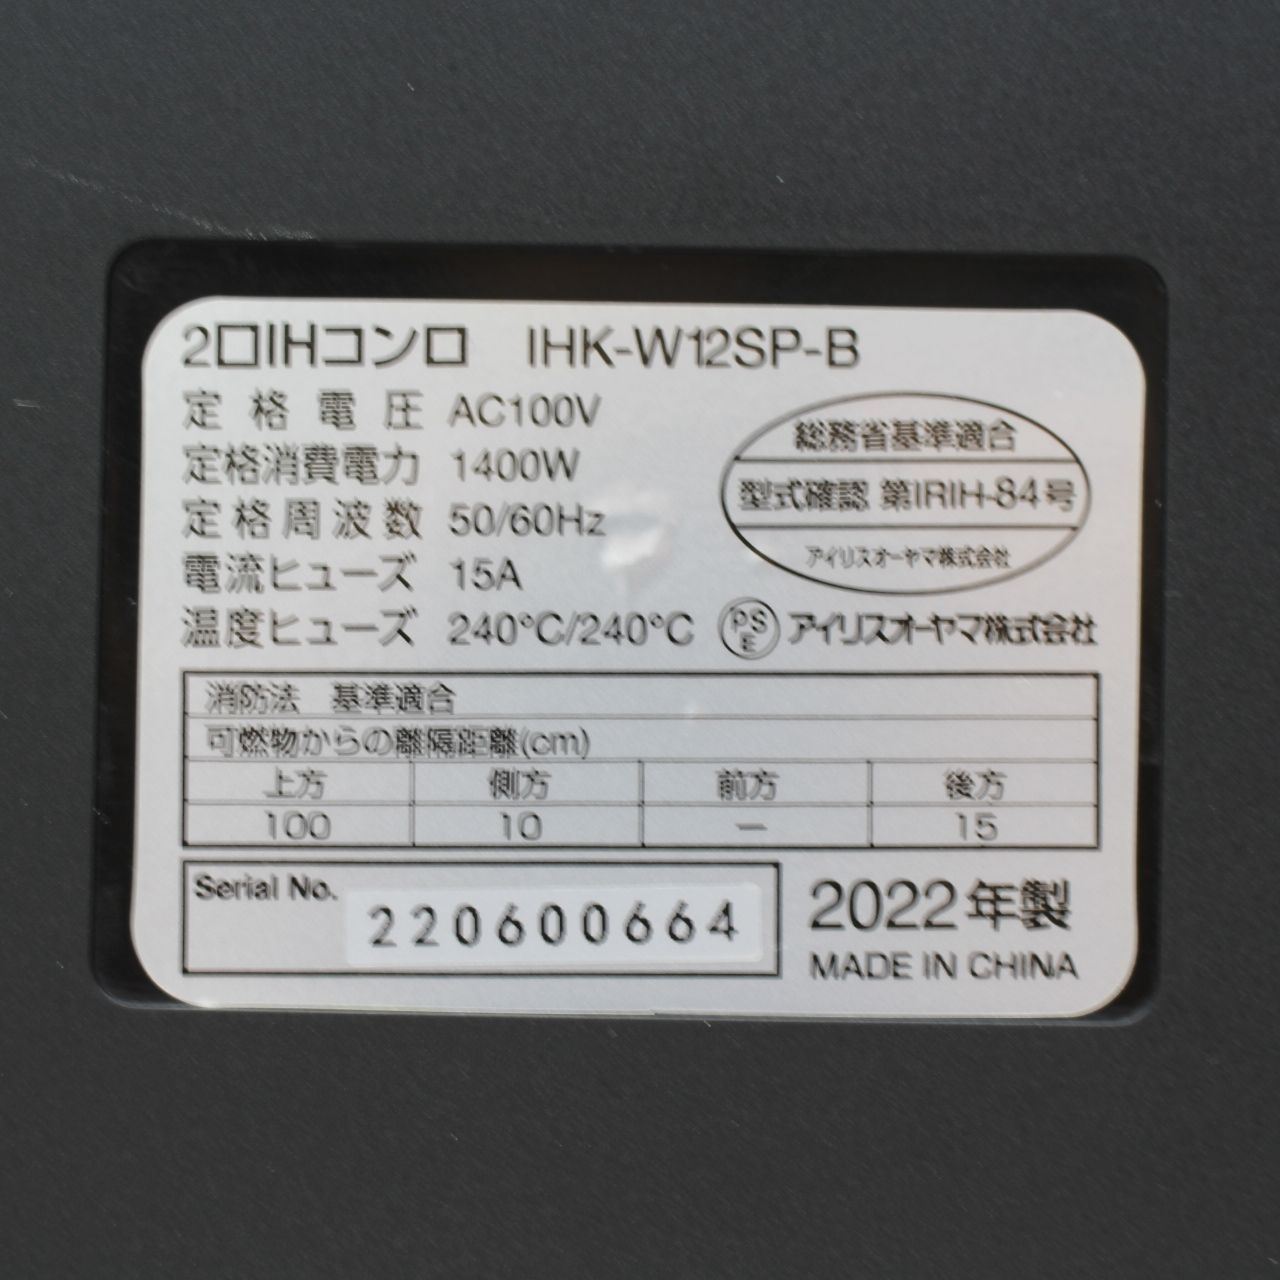 2口IHコンロ IHK-W12SP-B
定格電圧 AC100V
定格消費電力 1400W
定格周波数 50/60Hz
電流ヒューズ 15A
温度ヒューズ 240°C/240°C
総務省基準適合
型式確認 第IRIH-84号
アイリスオーヤマ株式会社
PSE アイリスオーヤマ株式会社
消防法 基準適合
可燃物からの離隔距離(cm)
上方 側方 前方 後方
100 10 － 15
Serial No. 220600664
2022年製
MADE IN CHINA